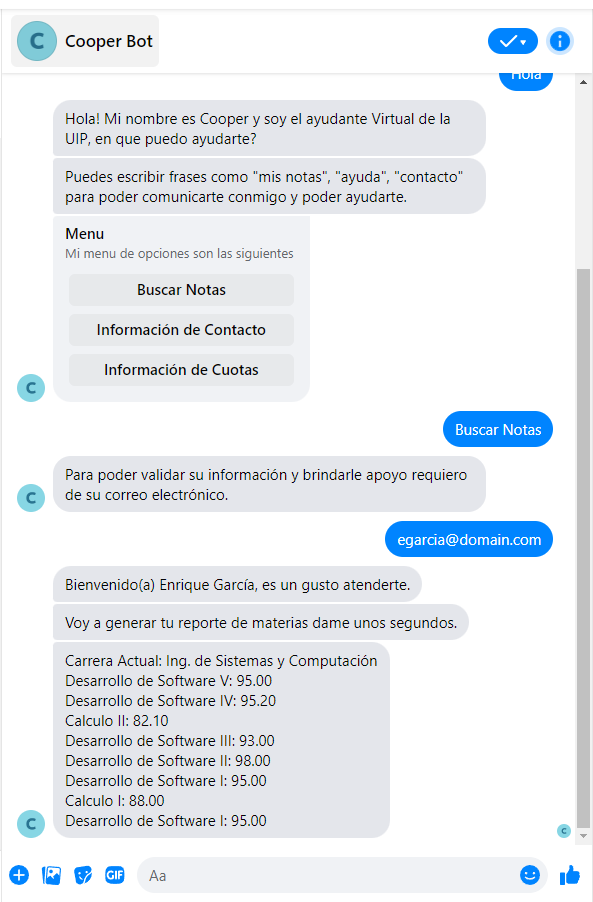 C Cooper Bot
Hola
Hola! Mi nombre es Cooper y soy el ayudante Virtual de la
UIP, en que puedo ayudarte?
Puedes escribir frases como "mis notas", "ayuda", "contacto"
para poder comunicarte conmigo y poder ayudarte.
Menu
Mi menu de opciones son las siguientes
Buscar Notas
Información de Contacto
Información de Cuotas
C
Buscar Notas
Para poder validar su información y brindarle apoyo requiero
de su correo electrónico.
C
egarcia@domain.com
Bienvenido(a) Enrique García, es un gusto atenderte.
Voy a generar tu reporte de materias dame unos segundos.
Carrera Actual: Ing. de Sistemas y Computación
Desarrollo de Software V: 95.00
Desarrollo de Software IV: 95.20
Calculo II: 82.10
Desarrollo de Software III: 93.00
Desarrollo de Software II: 98.00
Desarrollo de Software I: 95.00
Calculo I: 88.00
Desarrollo de Software I: 95.00
C
C
GIF
Aa